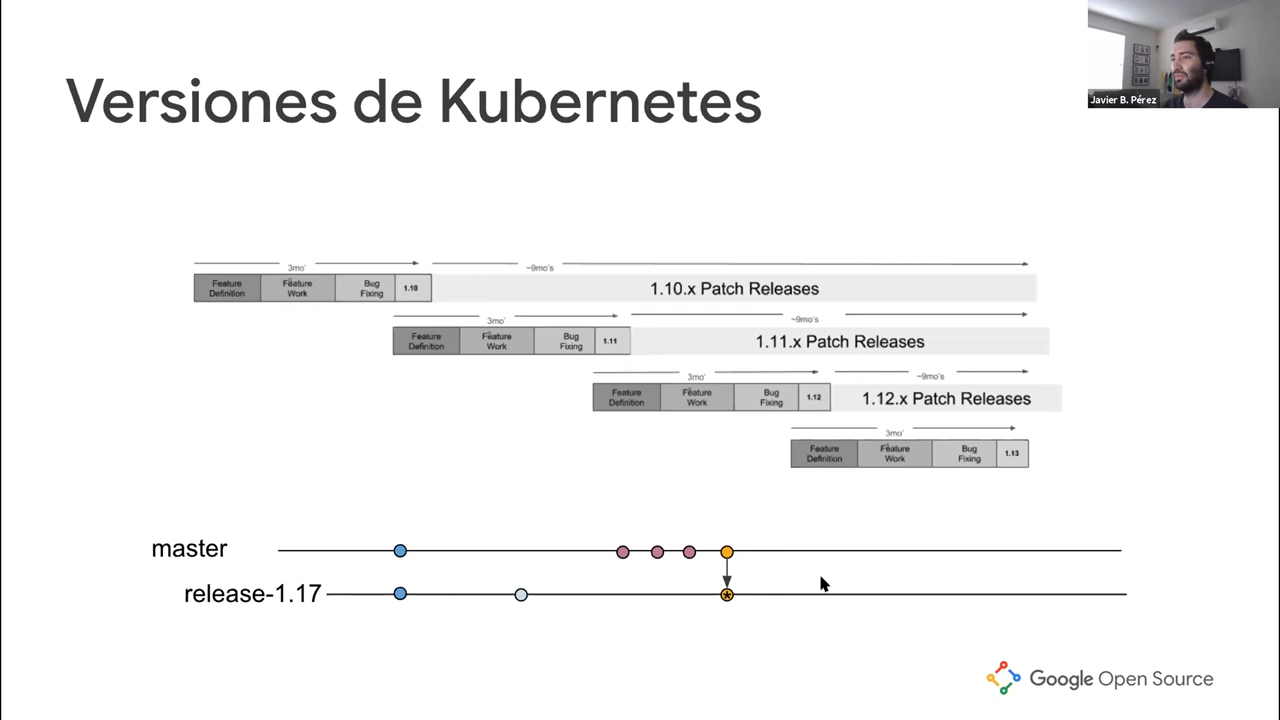 Javier B. Pérez
Versiones de Kubernetes
3mo'
~9mo's
Feature
Definition
Feature
Work
Bug
Fixing
1.10
1.10.x Patch Releases
3mo'
~9mo's
Feature
Definition
Feature
Work
Bug
Fixing
1.11
1.11.x Patch Releases
3mo'
~9mo's
Feature
Definition
Feature
Work
Bug
Fixing
1.12
1.12.x Patch Releases
3mo'
Feature
Definition
Feature
Work
Bug
Fixing
1.13
master
release-1.17
Google Open Source